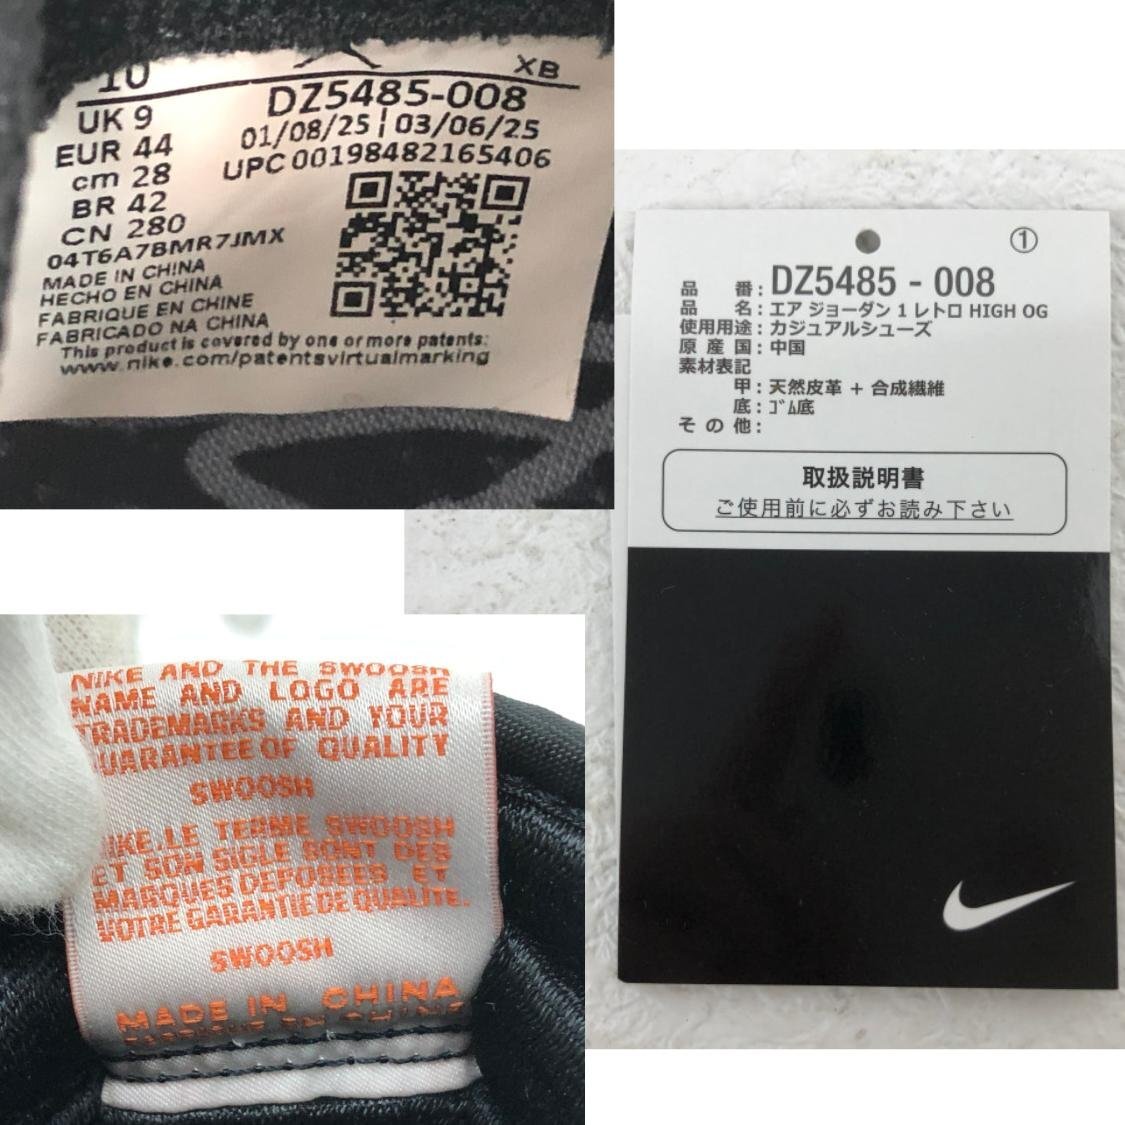 10
XB
UK 9
DZ5485-008
EUR 44
01/08/25 | 03/06/25
cm 28
UPC 00198482165406
BR 42
CN 280
04T6A7BMR7JMX
MADE IN CHINA
HECHO EN CHINA
FABRIQUE EN CHINE
FABRICADO NA CHINA
This product is covered by one or more patents:
www.nike.com/patentsvirtualmarking
①
品 番: DZ5485 - 008
品 名: エア ジョーダン 1 レトロ HIGH OG
使用用途: カジュアルシューズ
原 産 国: 中国
素材表記
甲: 天然皮革 + 合成繊維
底: ｺﾞﾑ底
そ の 他:
取扱説明書
ご使用前に必ずお読み下さい
NIKE AND THE SWOOSH
NAME AND LOGO ARE
TRADEMARKS AND YOUR
GUARANTEE OF QUALITY
SWOOSH
NIKE.LE TERME SWOOSH
ET SON SIGLE SONT DES
MARQUES DEPOSEES ET
VOTRE GARANTIE DE QUALITE.
SWOOSH
MADE IN CHINA